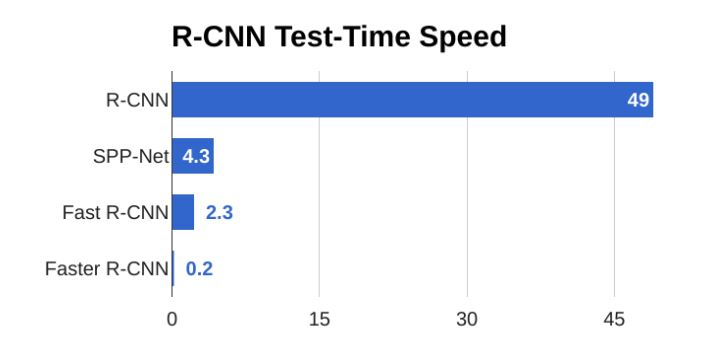 R-CNN Test-Time Speed
R-CNN 49
SPP-Net 4.3
Fast R-CNN 2.3
Faster R-CNN 0.2
0 15 30 45